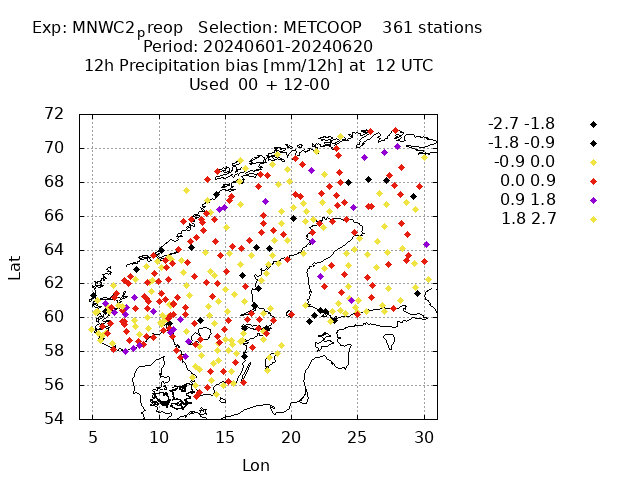 Exp: MNWC2preop Selection: METCOOP 361 stations
Period: 20240601-20240620
12h Precipitation bias [mm/12h] at 12 UTC
Used 00 + 12-00
-2.7 -1.8
-1.8 -0.9
-0.9 0.0
0.0 0.9
0.9 1.8
1.8 2.7
72
70
68
66
64
62
60
58
56
54
Lat
5 10 15 20 25 30
Lon